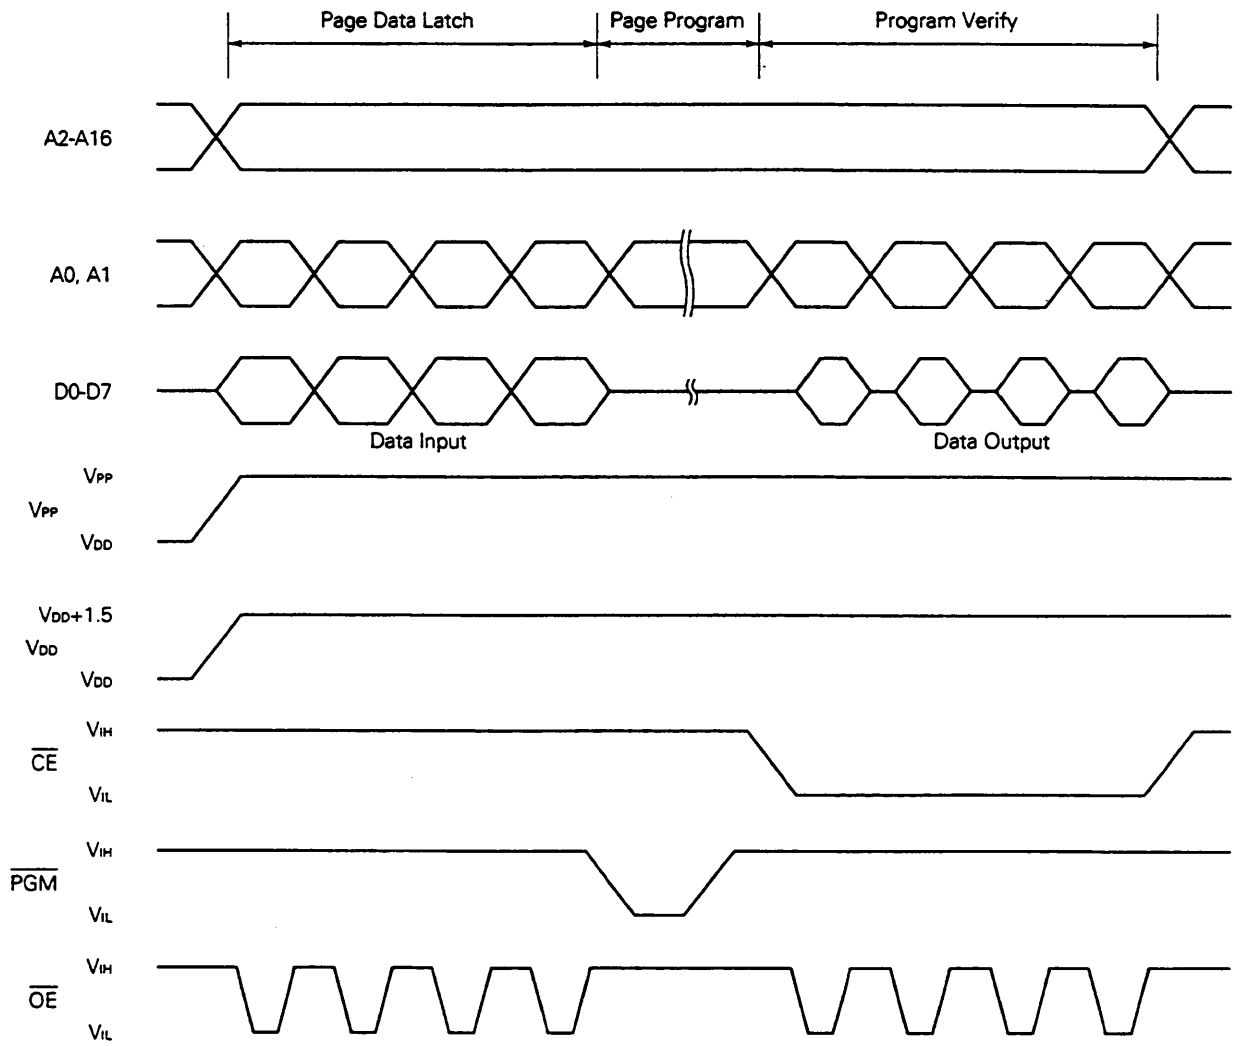 Page Data Latch
Page Program
Program Verify
A2-A16
A0, A1
D0-D7
Data Input
Data Output
VPP
VPP
VDD
VDD+1.5
VDD
VDD
VIH
CE
VIL
VIH
PGM
VIL
VIH
OE
VIL